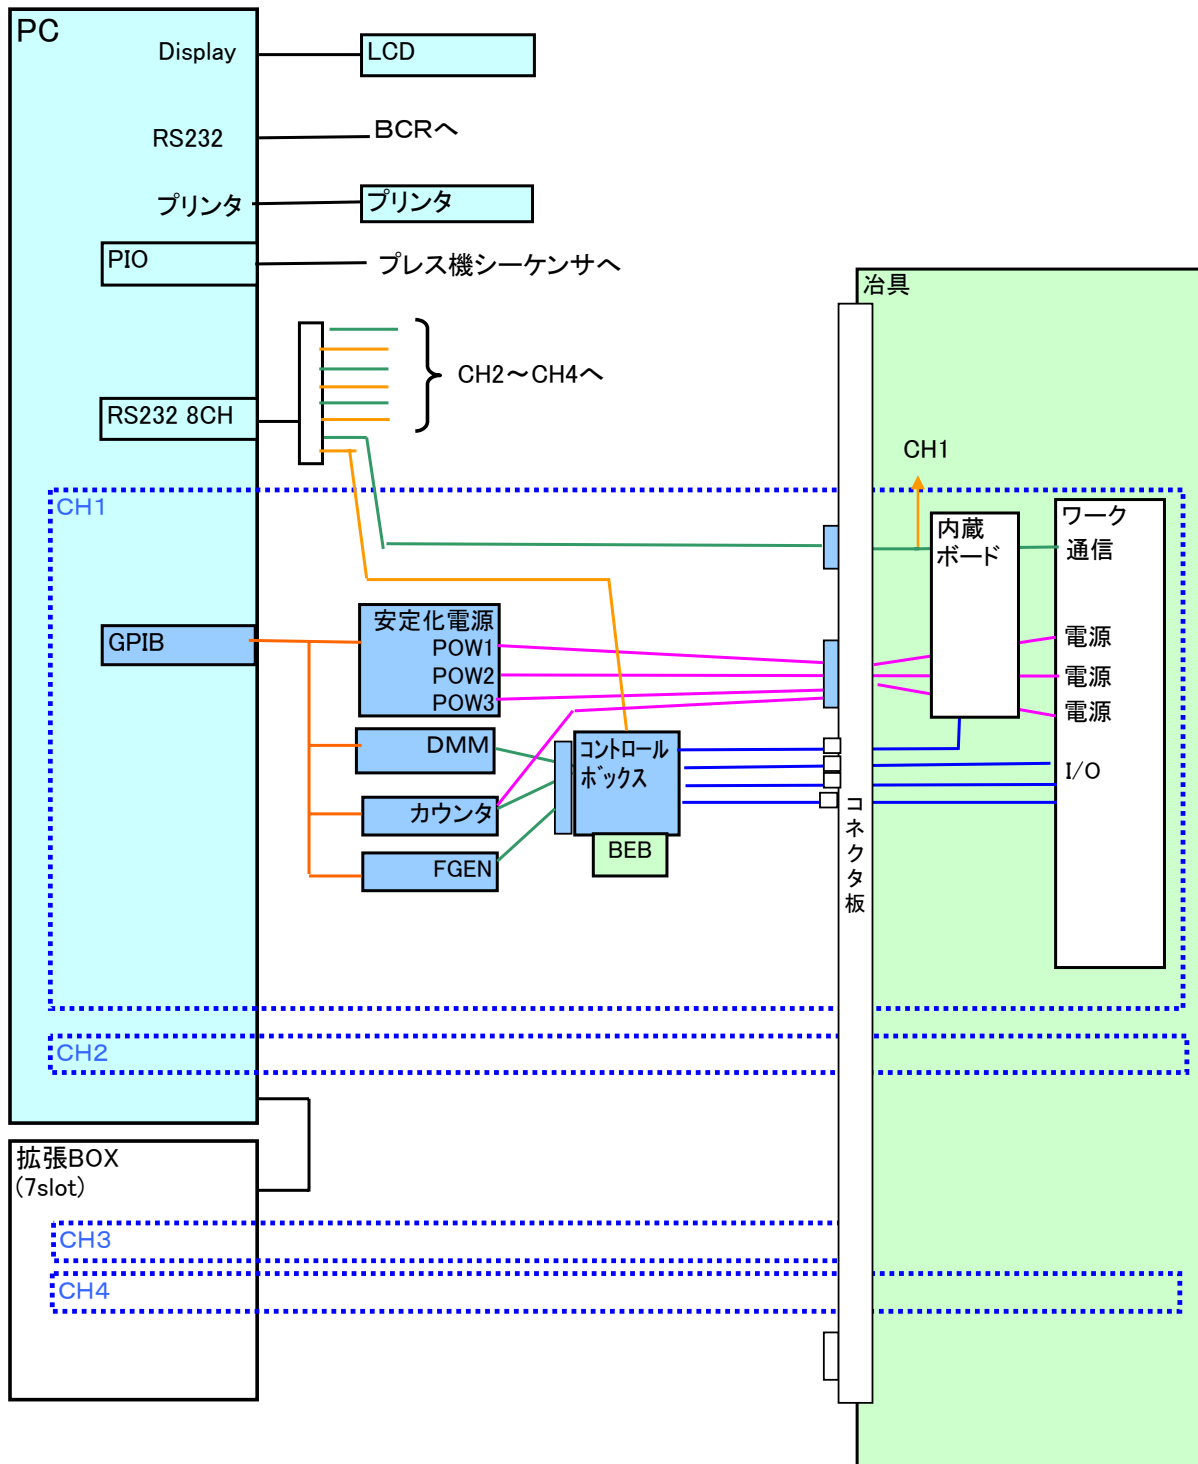 PC
Display
LCD
RS232
BCRへ
プリンタ
プリンタ
PIO
プレス機シーケンサへ
冶具
CH2～CH4へ
RS232 8CH
CH1
CH1
内蔵
ボード
ワーク
通信
GPIB
安定化電源
POW1
POW2
POW3
電源
電源
電源
DMM
コントロール
ボックス
I/O
カウンタ
コネクタ板
BEB
FGEN
CH2
拡張BOX
(7slot)
CH3
CH4